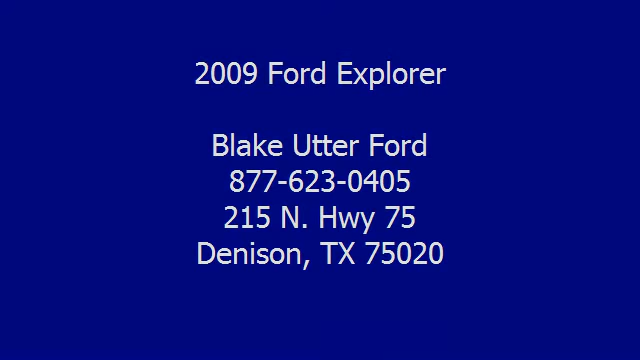 2009 Ford Explorer
Blake Utter Ford
877-623-0405
215 N. Hwy 75
Denison, TX 75020